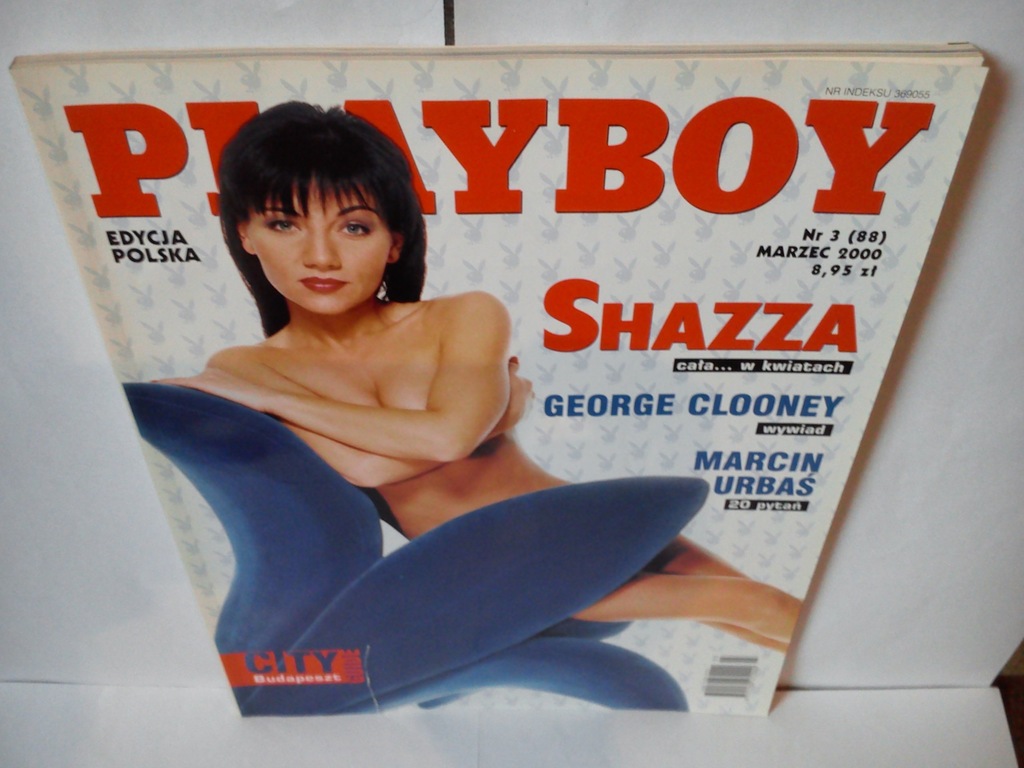 NR INDEKSU 369055
PLAYBOY
EDYCJA
POLSKA
Nr 3 (88)
MARZEC 2000
8,95 zł
SHAZZA
cała... w kwiatach
GEORGE CLOONEY
wywiad
MARCIN
URBAŚ
20 pytań
CITY
Budapeszt